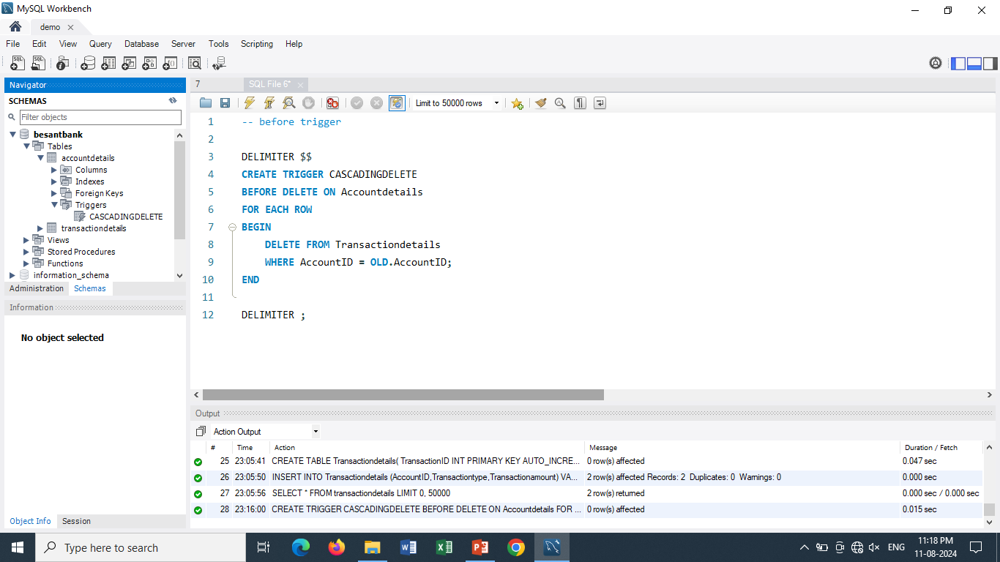 MySQL Workbench
demo
File Edit View Query Database Server Tools Scripting Help
Navigator
SCHEMAS
Filter objects
besantbank
Tables
accountdetails
Columns
Indexes
Foreign Keys
Triggers
CASCADINGDELETE
transactiondetails
Views
Stored Procedures
Functions
information_schema
Administration Schemas
Information
No object selected
Object Info Session
7 SQL File 6*
Limit to 50000 rows
1 -- before trigger
2
3 DELIMITER $$
4 CREATE TRIGGER CASCADINGDELETE
5 BEFORE DELETE ON Accountdetails
6 FOR EACH ROW
7 BEGIN
8 DELETE FROM Transactiondetails
9 WHERE AccountID = OLD.AccountID;
10 END
11
12 DELIMITER ;
Output
Action Output
# Time Action Message Duration / Fetch
25 23:05:41 CREATE TABLE Transactiondetails( TransactionID INT PRIMARY KEY AUTO_INCRE... 0 row(s) affected 0.047 sec
26 23:05:50 INSERT INTO Transactiondetails (AccountID,Transactiontype,Transactionamount) VA... 2 row(s) affected Records: 2 Duplicates: 0 Warnings: 0 0.000 sec
27 23:05:56 SELECT * FROM transactiondetails LIMIT 0, 50000 2 row(s) returned 0.000 sec / 0.000 sec
28 23:16:00 CREATE TRIGGER CASCADINGDELETE BEFORE DELETE ON Accountdetails FOR ... 0 row(s) affected 0.015 sec
Type here to search
ENG
11:18 PM
11-08-2024